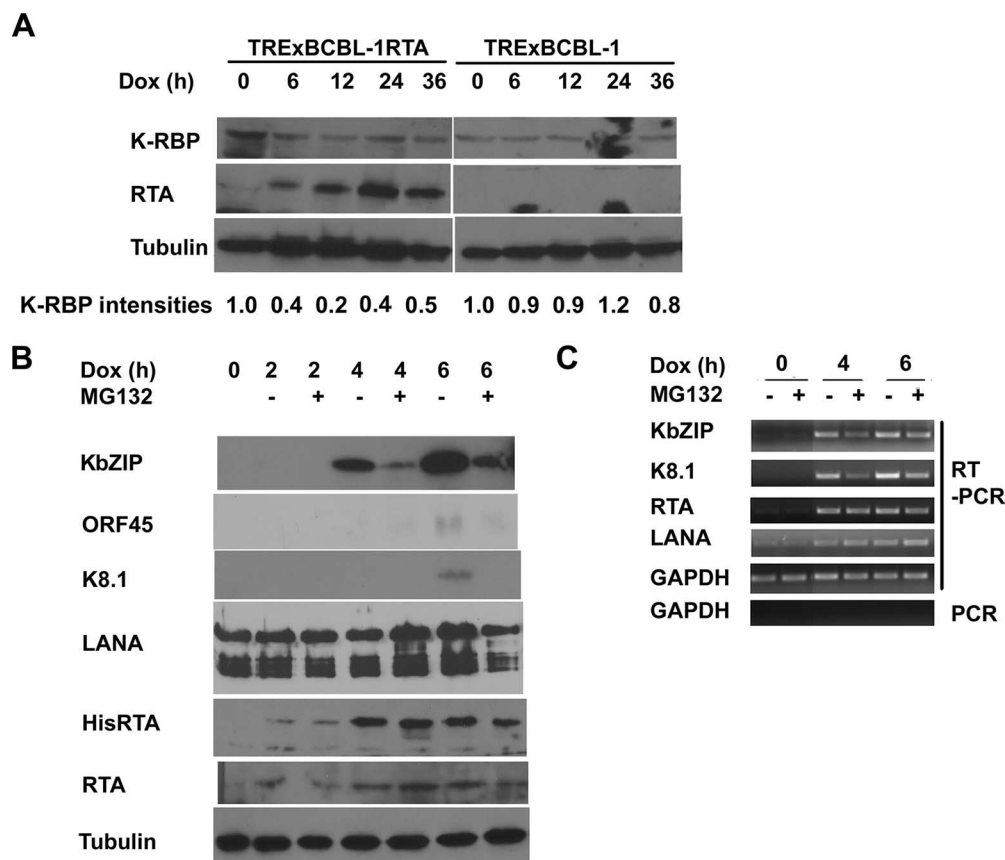 A
TRExBCBL-1RTA TRExBCBL-1
Dox (h) 0 6 12 24 36 0 6 12 24 36
K-RBP
RTA
Tubulin
K-RBP intensities 1.0 0.4 0.2 0.4 0.5 1.0 0.9 0.9 1.2 0.8
B
Dox (h) 0 2 2 4 4 6 6
MG132 - + - + - +
KbZIP
ORF45
K8.1
LANA
HisRTA
RTA
Tubulin
C
Dox (h) 0 4 6
MG132 - + - + - +
KbZIP
K8.1
RTA
LANA
GAPDH
RT
-PCR
GAPDH
PCR